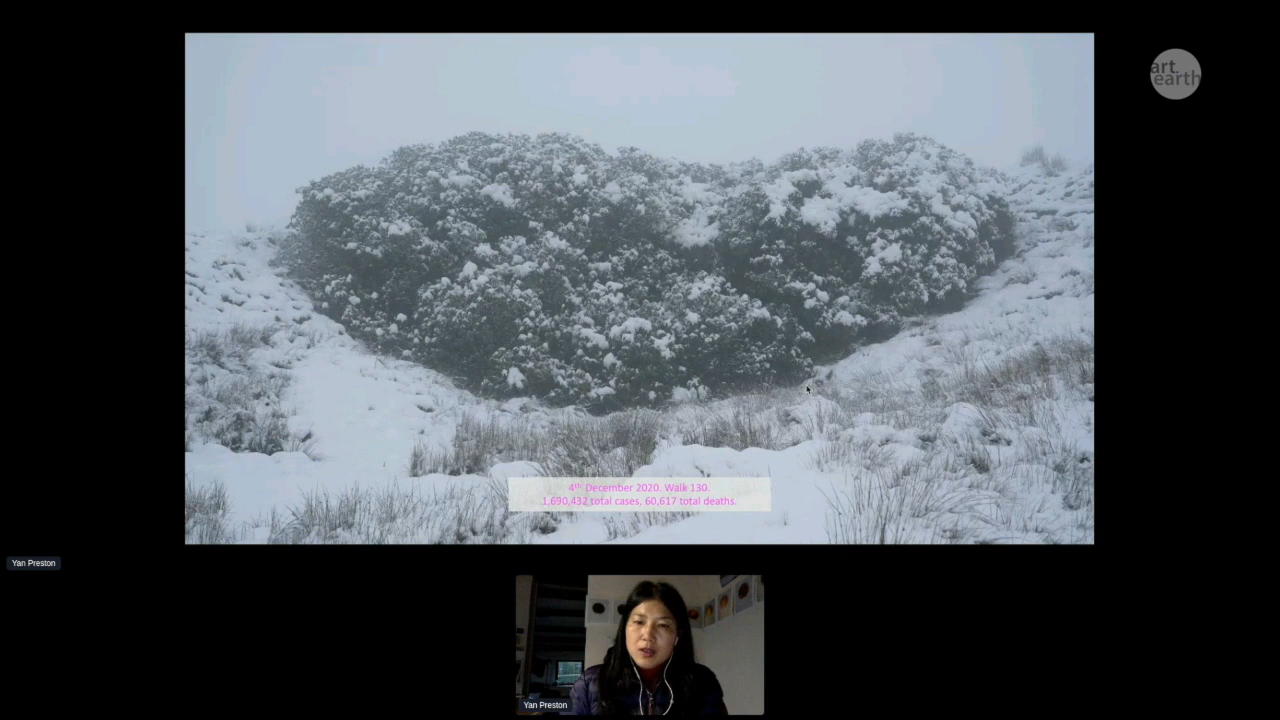 art
earth
4th December 2020. Walk 130.
1,690,432 total cases, 60,617 total deaths.
Yan Preston
Yan Preston